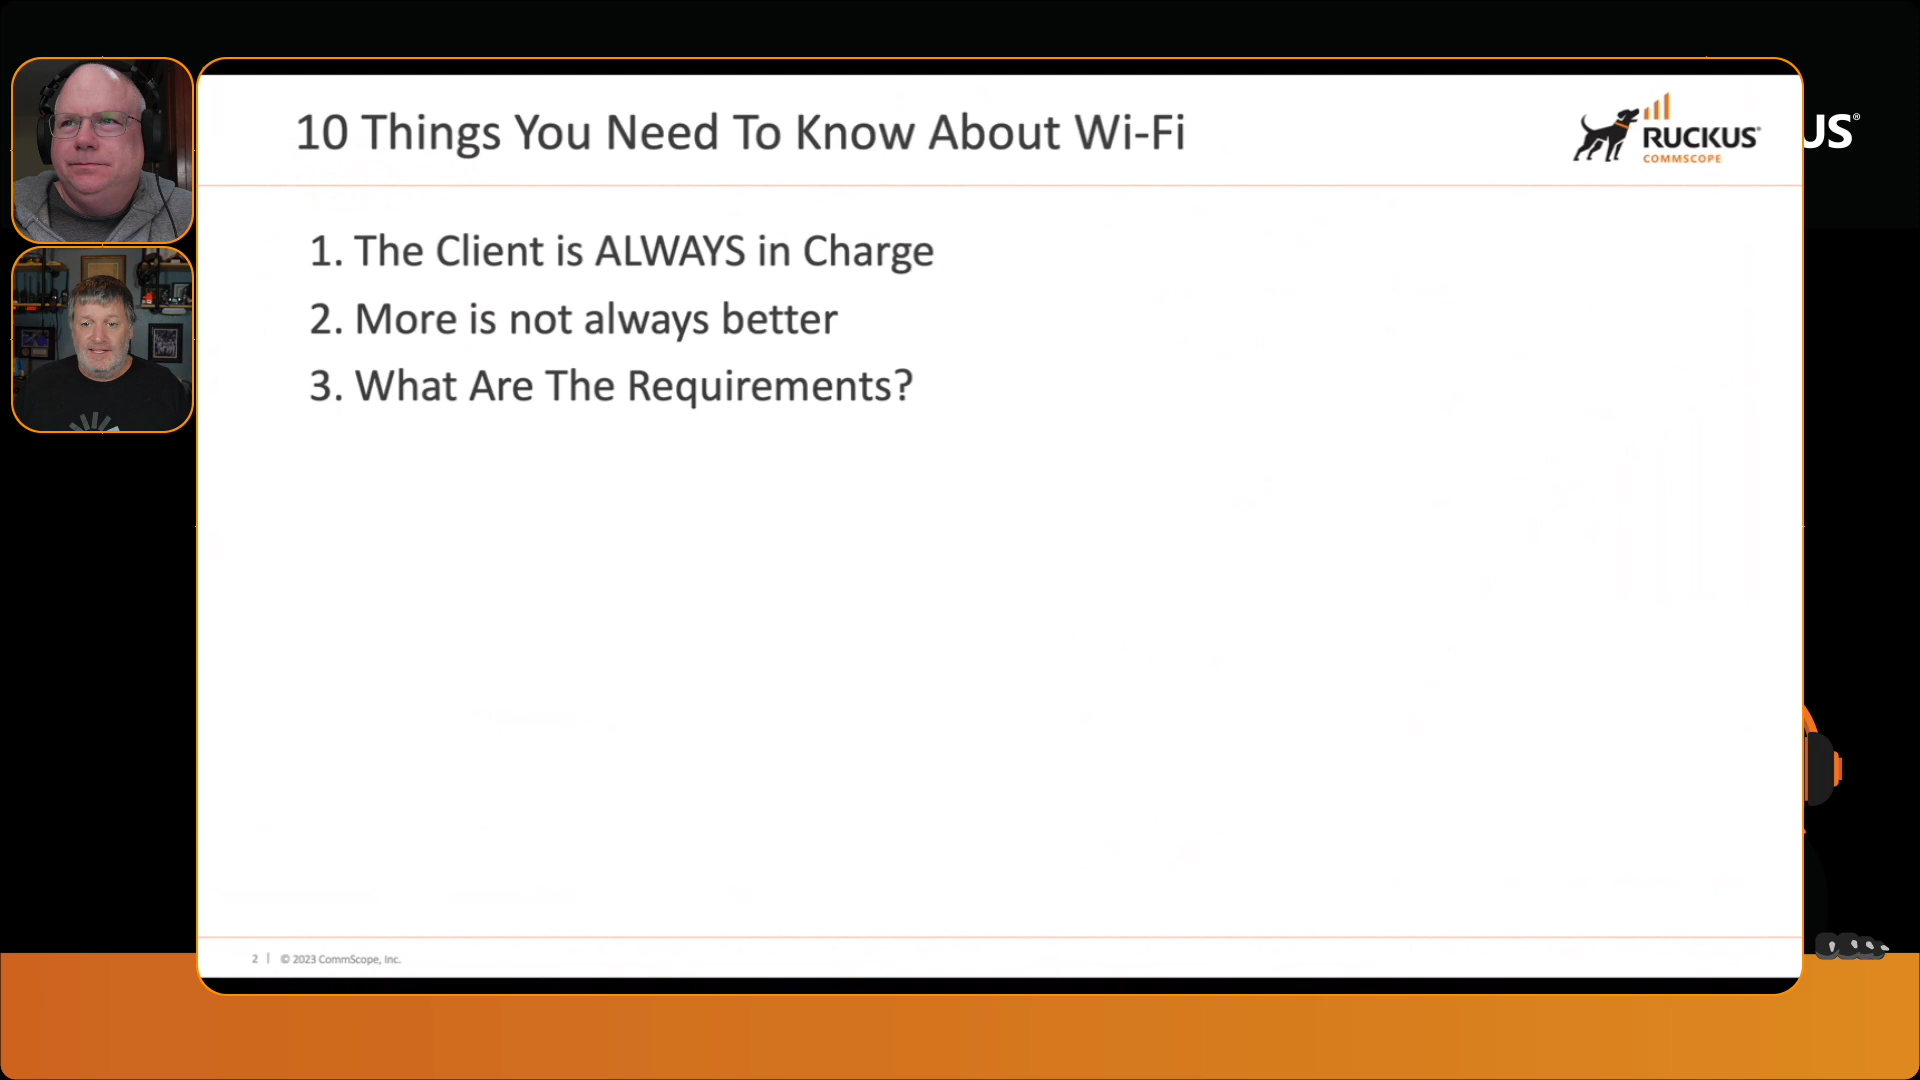 10 Things You Need To Know About Wi-Fi
RUCKUS®
COMMSCOPE
US®
1. The Client is ALWAYS in Charge
2. More is not always better
3. What Are The Requirements?
2 | © 2023 CommScope, Inc.